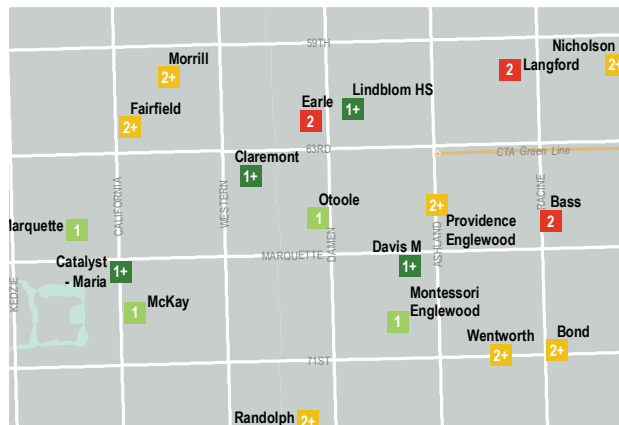 59TH
Nicholson
2+
Morrill
2+
Langford
2
Earle
2
Lindblom HS
1+
Fairfield
2+
63RD
CTA Green Line
Claremont
1+
CALIFORNIA
WESTERN
Otoole
1
DAMEN
2+
Providence
Englewood
ASHLAND
RACINE
Bass
2
Marquette
1
MARQUETTE
Davis M
1+
Catalyst
- Maria
1+
KEDZIE
McKay
1
Montessori
Englewood
1
Wentworth
2+
Bond
2+
71ST
Randolph
2+